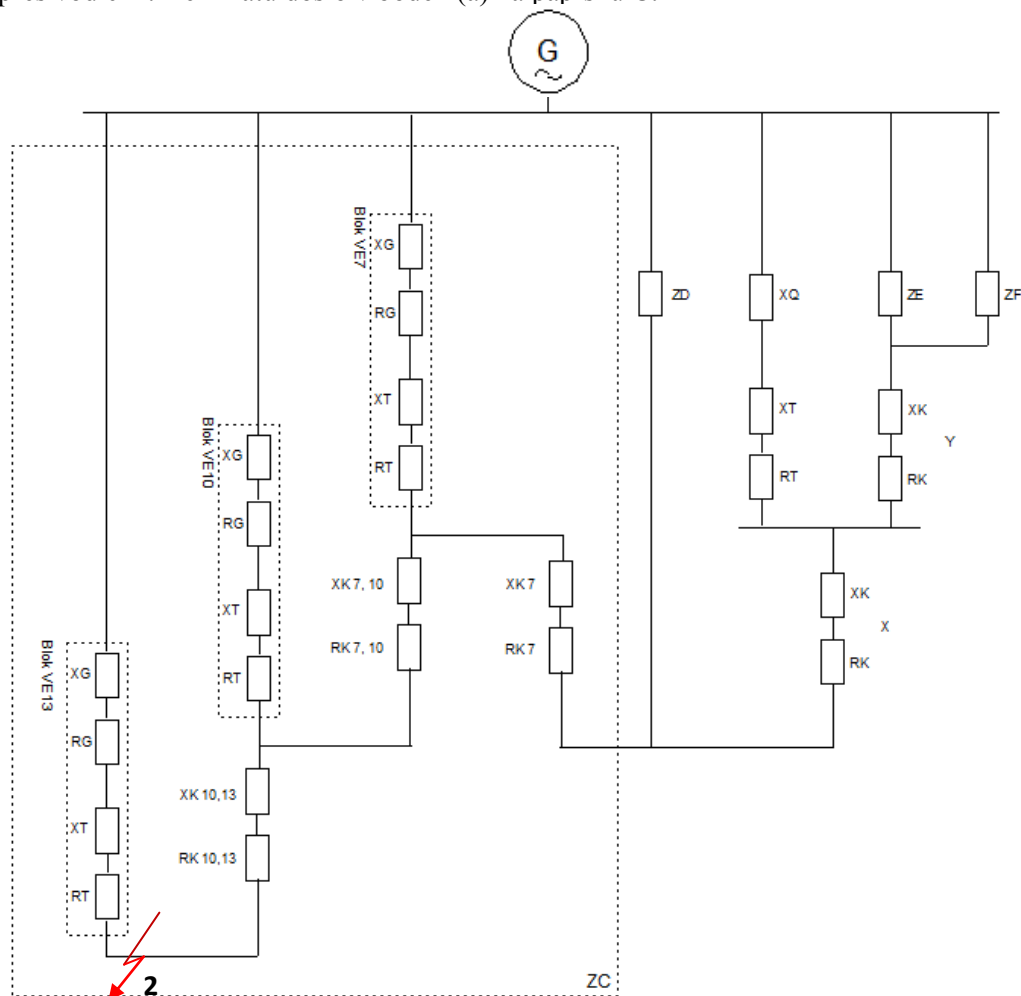 G
Blok VE7
XG
RG
XT
RT
ZD
XQ
ZE
ZF
XT
RT
XK
Y
RK
Blok VE10
XG
RG
XT
RT
XK 7, 10
RK 7, 10
XK 7
RK 7
XK
X
RK
Blok VE13
XG
RG
XT
RT
XK 10,13
RK 10,13
2
ZC